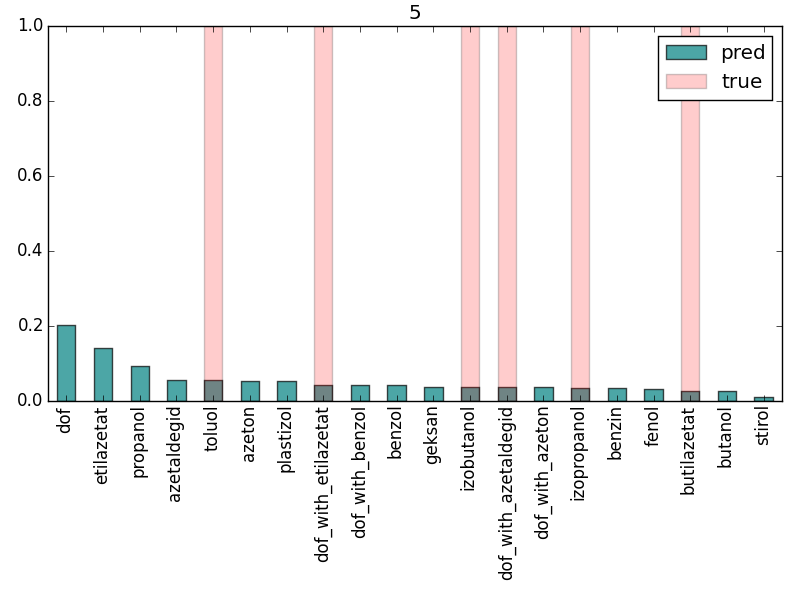 5
1.0
0.8
0.6
0.4
0.2
0.0
pred
true
dof
etilazetat
propanol
azetaldegid
toluol
azeton
plastizol
dof_with_etilazetat
dof_with_benzol
benzol
geksan
izobutanol
dof_with_azetaldegid
dof_with_azeton
izopropanol
benzin
fenol
butilazetat
butanol
stirol